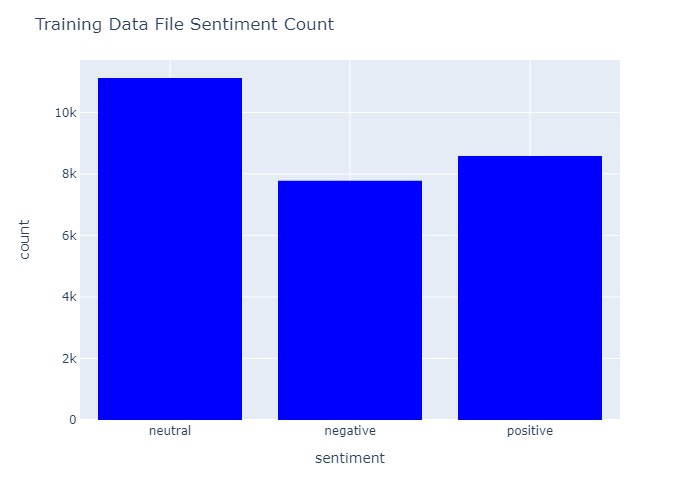 Training Data File Sentiment Count
10k
8k
6k
4k
2k
0
count
neutral negative positive
sentiment